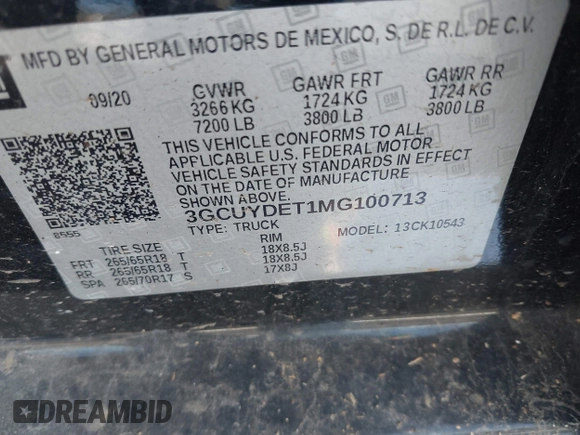 GM
MFD BY GENERAL MOTORS DE MEXICO, S. DE R.L. DE C.V.
09/20 GVWR GAWR FRT GAWR RR
3266 KG 1724 KG 1724 KG
7200 LB 3800 LB 3800 LB
THIS VEHICLE CONFORMS TO ALL
APPLICABLE U.S. FEDERAL MOTOR
VEHICLE SAFETY STANDARDS IN EFFECT
ON THE DATE OF MANUFACTURE
SHOWN ABOVE.
3GCUYDET1MG100713
8555 TYPE: TRUCK MODEL: 13CK10543
TIRE SIZE RIM
FRT 265/65R18 T 18X8.5J
RR 265/65R18 T 18X8.5J
SPA 265/70R17 S 17X8J
DREAMBID